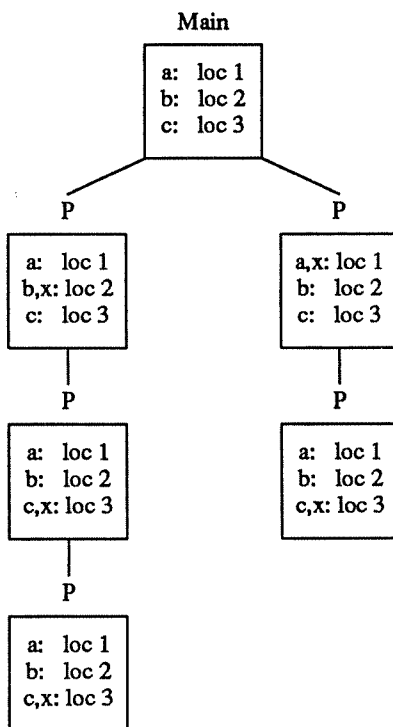 Main
a: loc 1
b: loc 2
c: loc 3
P P
a: loc 1
b,x: loc 2
c: loc 3
a,x: loc 1
b: loc 2
c: loc 3
P P
a: loc 1
b: loc 2
c,x: loc 3
a: loc 1
b: loc 2
c,x: loc 3
P
a: loc 1
b: loc 2
c,x: loc 3